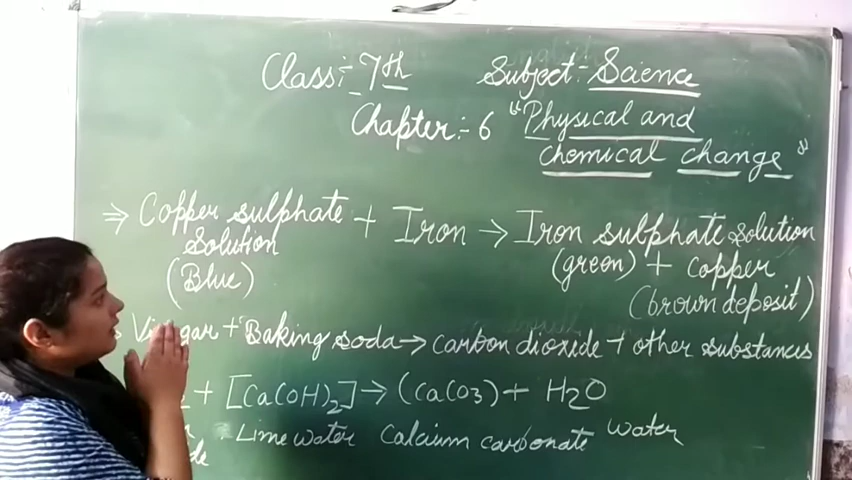 Class:- 7th Subject:- Science
Chapter:- 6 "Physical and
chemical change"
⇒ Copper sulphate + Iron → Iron sulphate solution
solution (green) + copper
(Blue) (brown deposit)
Vinegar + Baking soda → carbon dioxide + other substances
+ [Ca(OH)2] → (CaCO3) + H2O
Lime water Calcium carbonate water